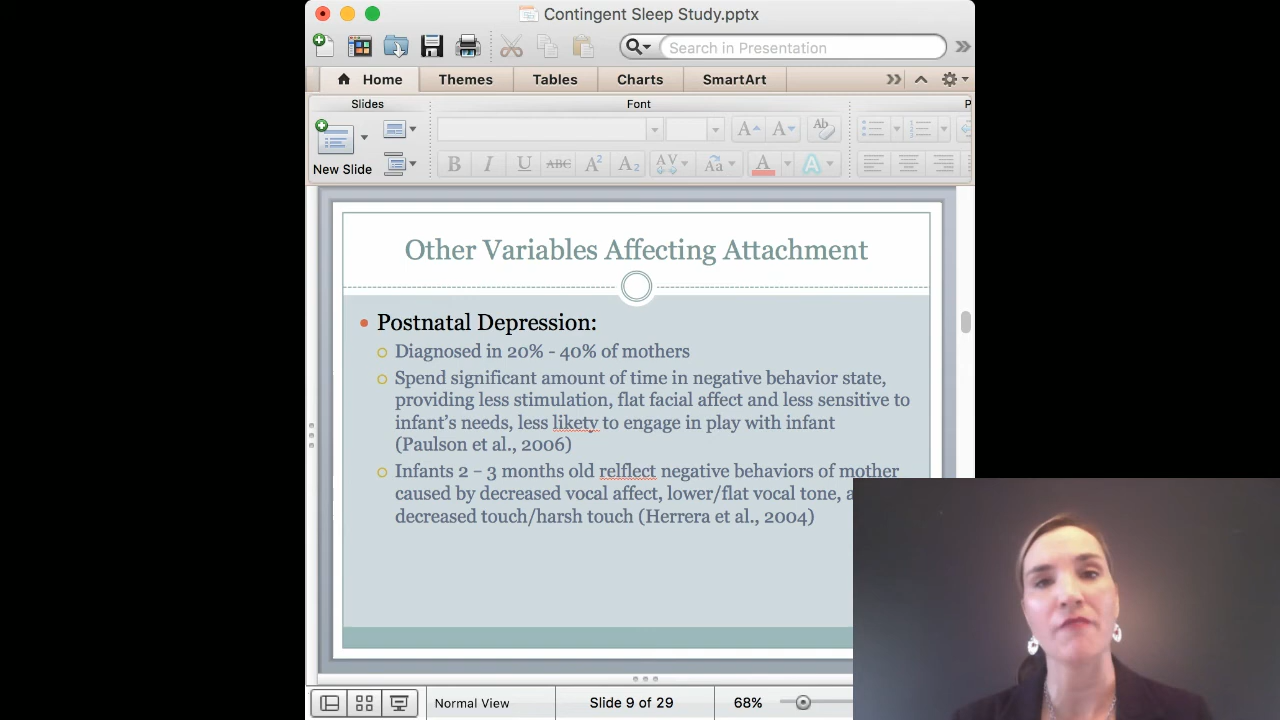 Contingent Sleep Study.pptx
Search in Presentation
Home Themes Tables Charts SmartArt
Slides Font P
New Slide
B I U ABC A2 A2 AV Aa A A
Other Variables Affecting Attachment
Postnatal Depression:
Diagnosed in 20% - 40% of mothers
Spend significant amount of time in negative behavior state,
providing less stimulation, flat facial affect and less sensitive to
infant's needs, less likety to engage in play with infant
(Paulson et al., 2006)
Infants 2 – 3 months old relflect negative behaviors of mother
caused by decreased vocal affect, lower/flat vocal tone, a
decreased touch/harsh touch (Herrera et al., 2004)
Normal View Slide 9 of 29 68%